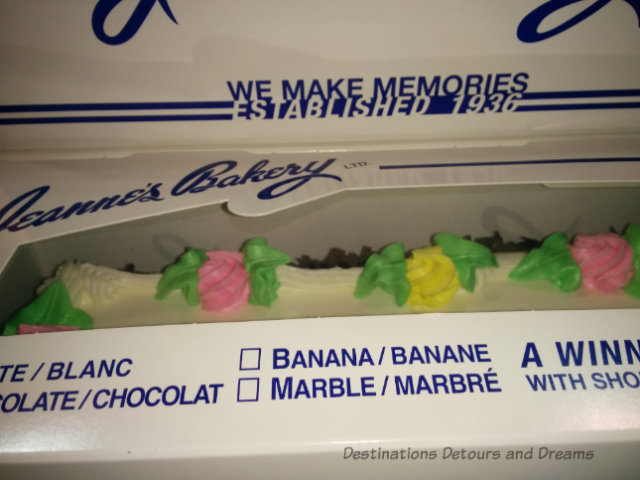 WE MAKE MEMORIES
ESTABLISHED 1936
Jeanne's Bakery LTD.
TE / BLANC
OLATE / CHOCOLAT
☐ BANANA / BANANE
☐ MARBLE / MARBRÉ
A WINN
WITH SHO
Destinations Detours and Dreams